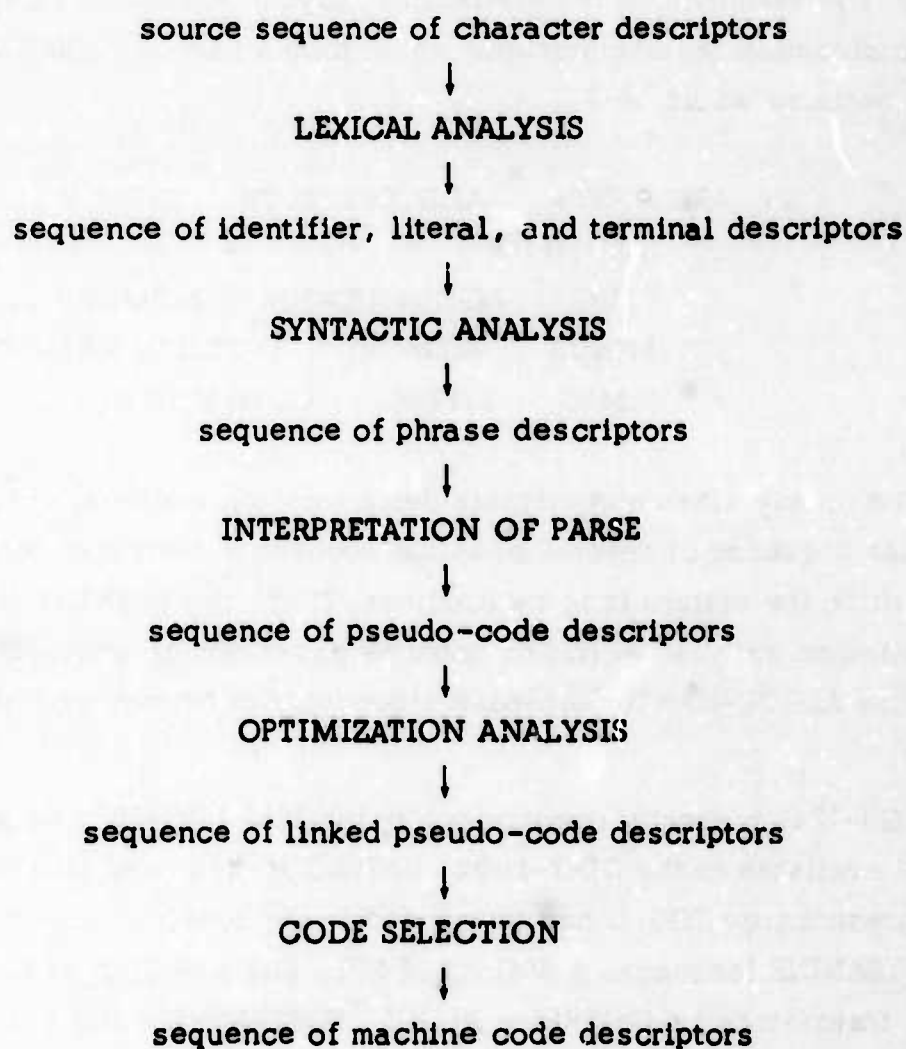 source sequence of character descriptors
↓
LEXICAL ANALYSIS
↓
sequence of identifier, literal, and terminal descriptors
↓
SYNTACTIC ANALYSIS
↓
sequence of phrase descriptors
↓
INTERPRETATION OF PARSE
↓
sequence of pseudo-code descriptors
↓
OPTIMIZATION ANALYSIS
↓
sequence of linked pseudo-code descriptors
↓
CODE SELECTION
↓
sequence of machine code descriptors